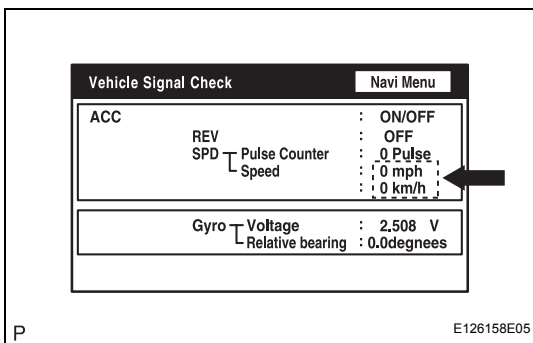 Vehicle Signal Check Navi Menu
ACC : ON/OFF
REV : OFF
SPD Pulse Counter : 0 Pulse
Speed : 0 mph
: 0 km/h
Gyro Voltage : 2.508 V
Relative bearing : 0.0degnees
P E126158E05